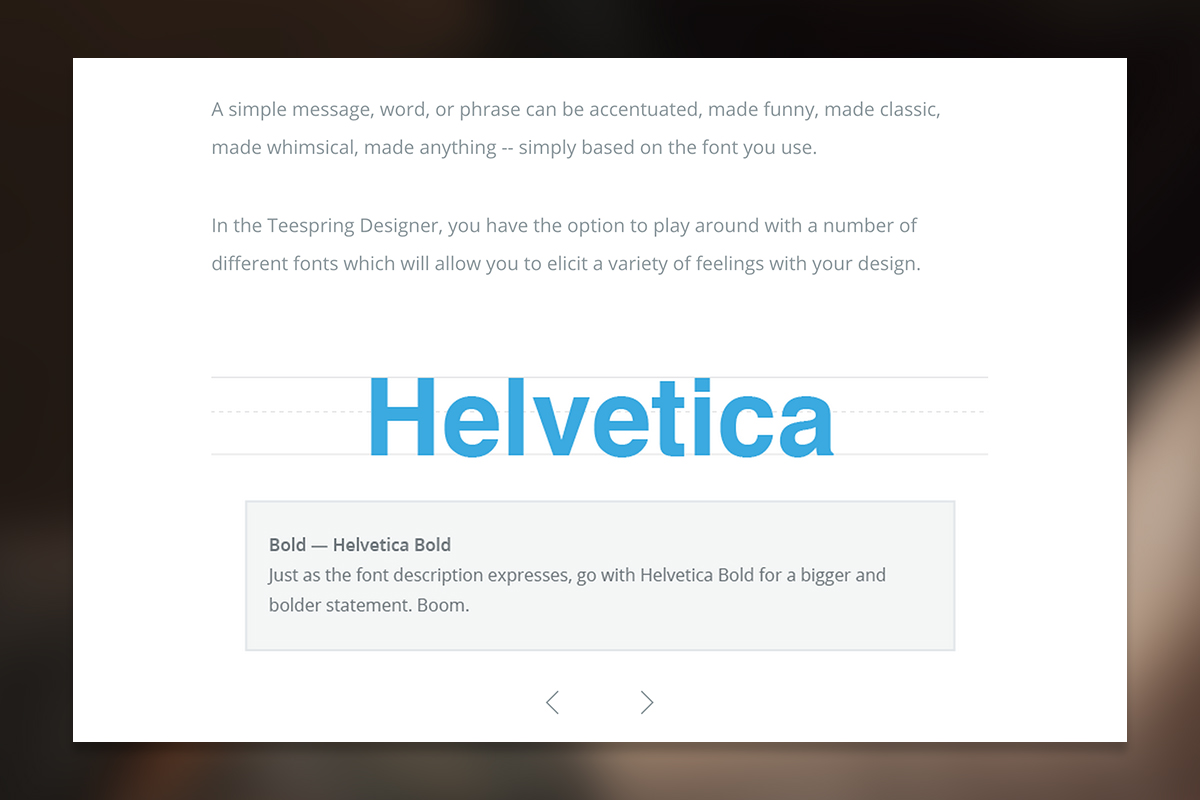 A simple message, word, or phrase can be accentuated, made funny, made classic,
made whimsical, made anything -- simply based on the font you use.
In the Teespring Designer, you have the option to play around with a number of
different fonts which will allow you to elicit a variety of feelings with your design.
Helvetica
Bold — Helvetica Bold
Just as the font description expresses, go with Helvetica Bold for a bigger and
bolder statement. Boom.